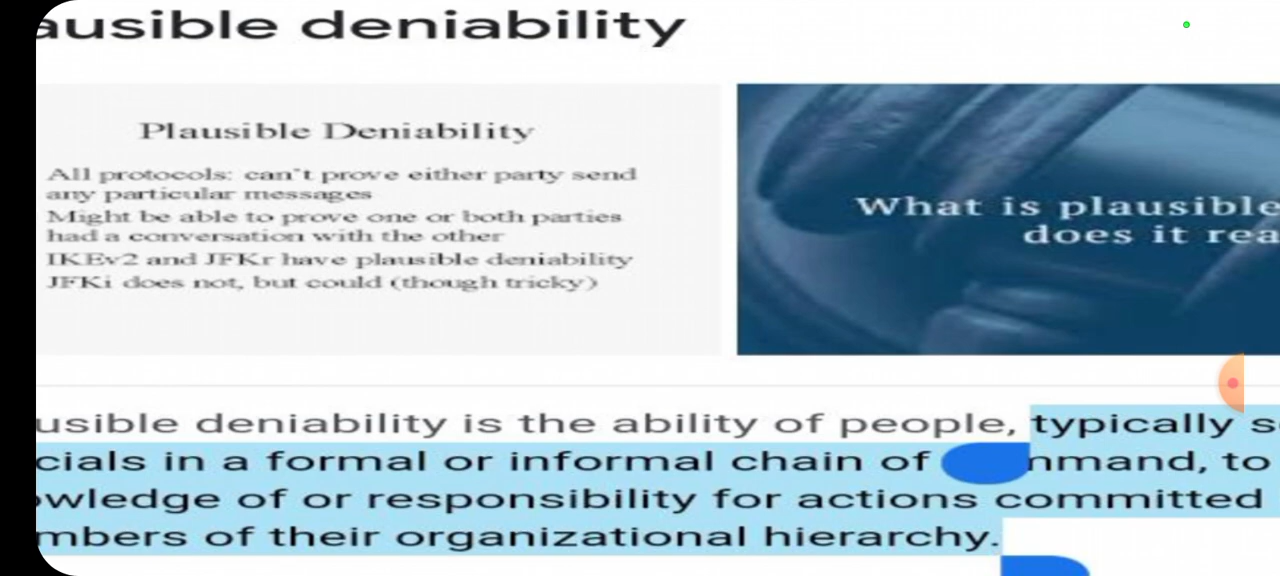 ausible deniability
Plausible Deniability
All protocols: can't prove either party send
any particular messages
Might be able to prove one or both parties
had a conversation with the other
IKEv2 and JFKr have plausible deniability
JFKi does not, but could (though tricky)
What is plausible
does it rea
usible deniability is the ability of people, typically s
cials in a formal or informal chain of mmand, to
owledge of or responsibility for actions committed
mbers of their organizational hierarchy.